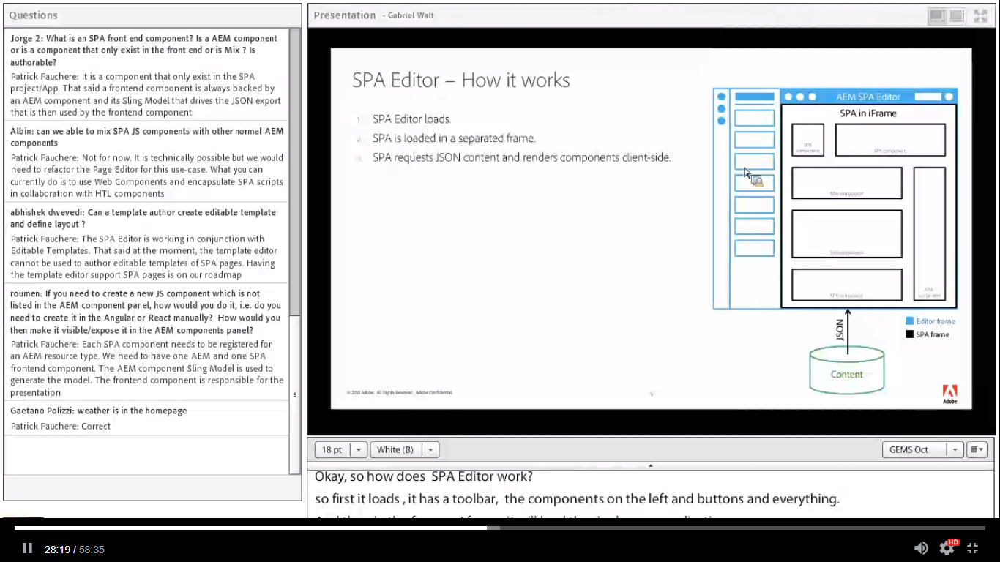 Questions
Jorge 2: What is an SPA front end component? Is a AEM component
or is a component that only exist in the front end or is Mix ? Is
authorable?
Patrick Fauchere: It is a component that only exist in the SPA
project/App. That said a frontend component is always backed by
an AEM component and its Sling Model that drives the JSON export
that is then used by the frontend component
Albin: can we able to mix SPA JS components with other normal AEM
components
Patrick Fauchere: Not for now. It is technically possible but we would
need to refactor the Page Editor for this use-case. What you can
currently do is to use Web Components and encapsulate SPA scripts
in collaboration with HTL components
abhishek dwevedi: Can a template author create editable template
and define layout ?
Patrick Fauchere: The SPA Editor is working in conjunction with
Editable Templates. That said at the moment, the template editor
cannot be used to author editable templates of SPA pages. Having
the template editor support SPA pages is on our roadmap
roumen: If you need to create a new JS component which is not
listed in the AEM component panel, how would you do it, i.e. do you
need to create it in the Angular or React manually? How would you
then make it visible/expose it in the AEM components panel?
Patrick Fauchere: Each SPA component needs to be registered for
an AEM resource type. We need to have one AEM and one SPA
frontend component. The AEM component Sling Model is used to
generate the model. The frontend component is responsible for the
presentation
Gaetano Polizzi: weather is in the homepage
Patrick Fauchere: Correct
Presentation - Gabriel Walt
SPA Editor – How it works
1. SPA Editor loads.
2. SPA is loaded in a separated frame.
3. SPA requests JSON content and renders components client-side.
AEM SPA Editor
SPA in iFrame
SPA
component
SPA component
SPA component
SPA component
SPA component
SPA
component
JSON
Content
Editor frame
SPA frame
© 2018 Adobe. All Rights Reserved. Adobe Confidential.
Adobe
18 pt
White (B)
GEMS Oct
Okay, so how does SPA Editor work?
so first it loads , it has a toolbar, the components on the left and buttons and everything.
28:19 / 58:35
HD